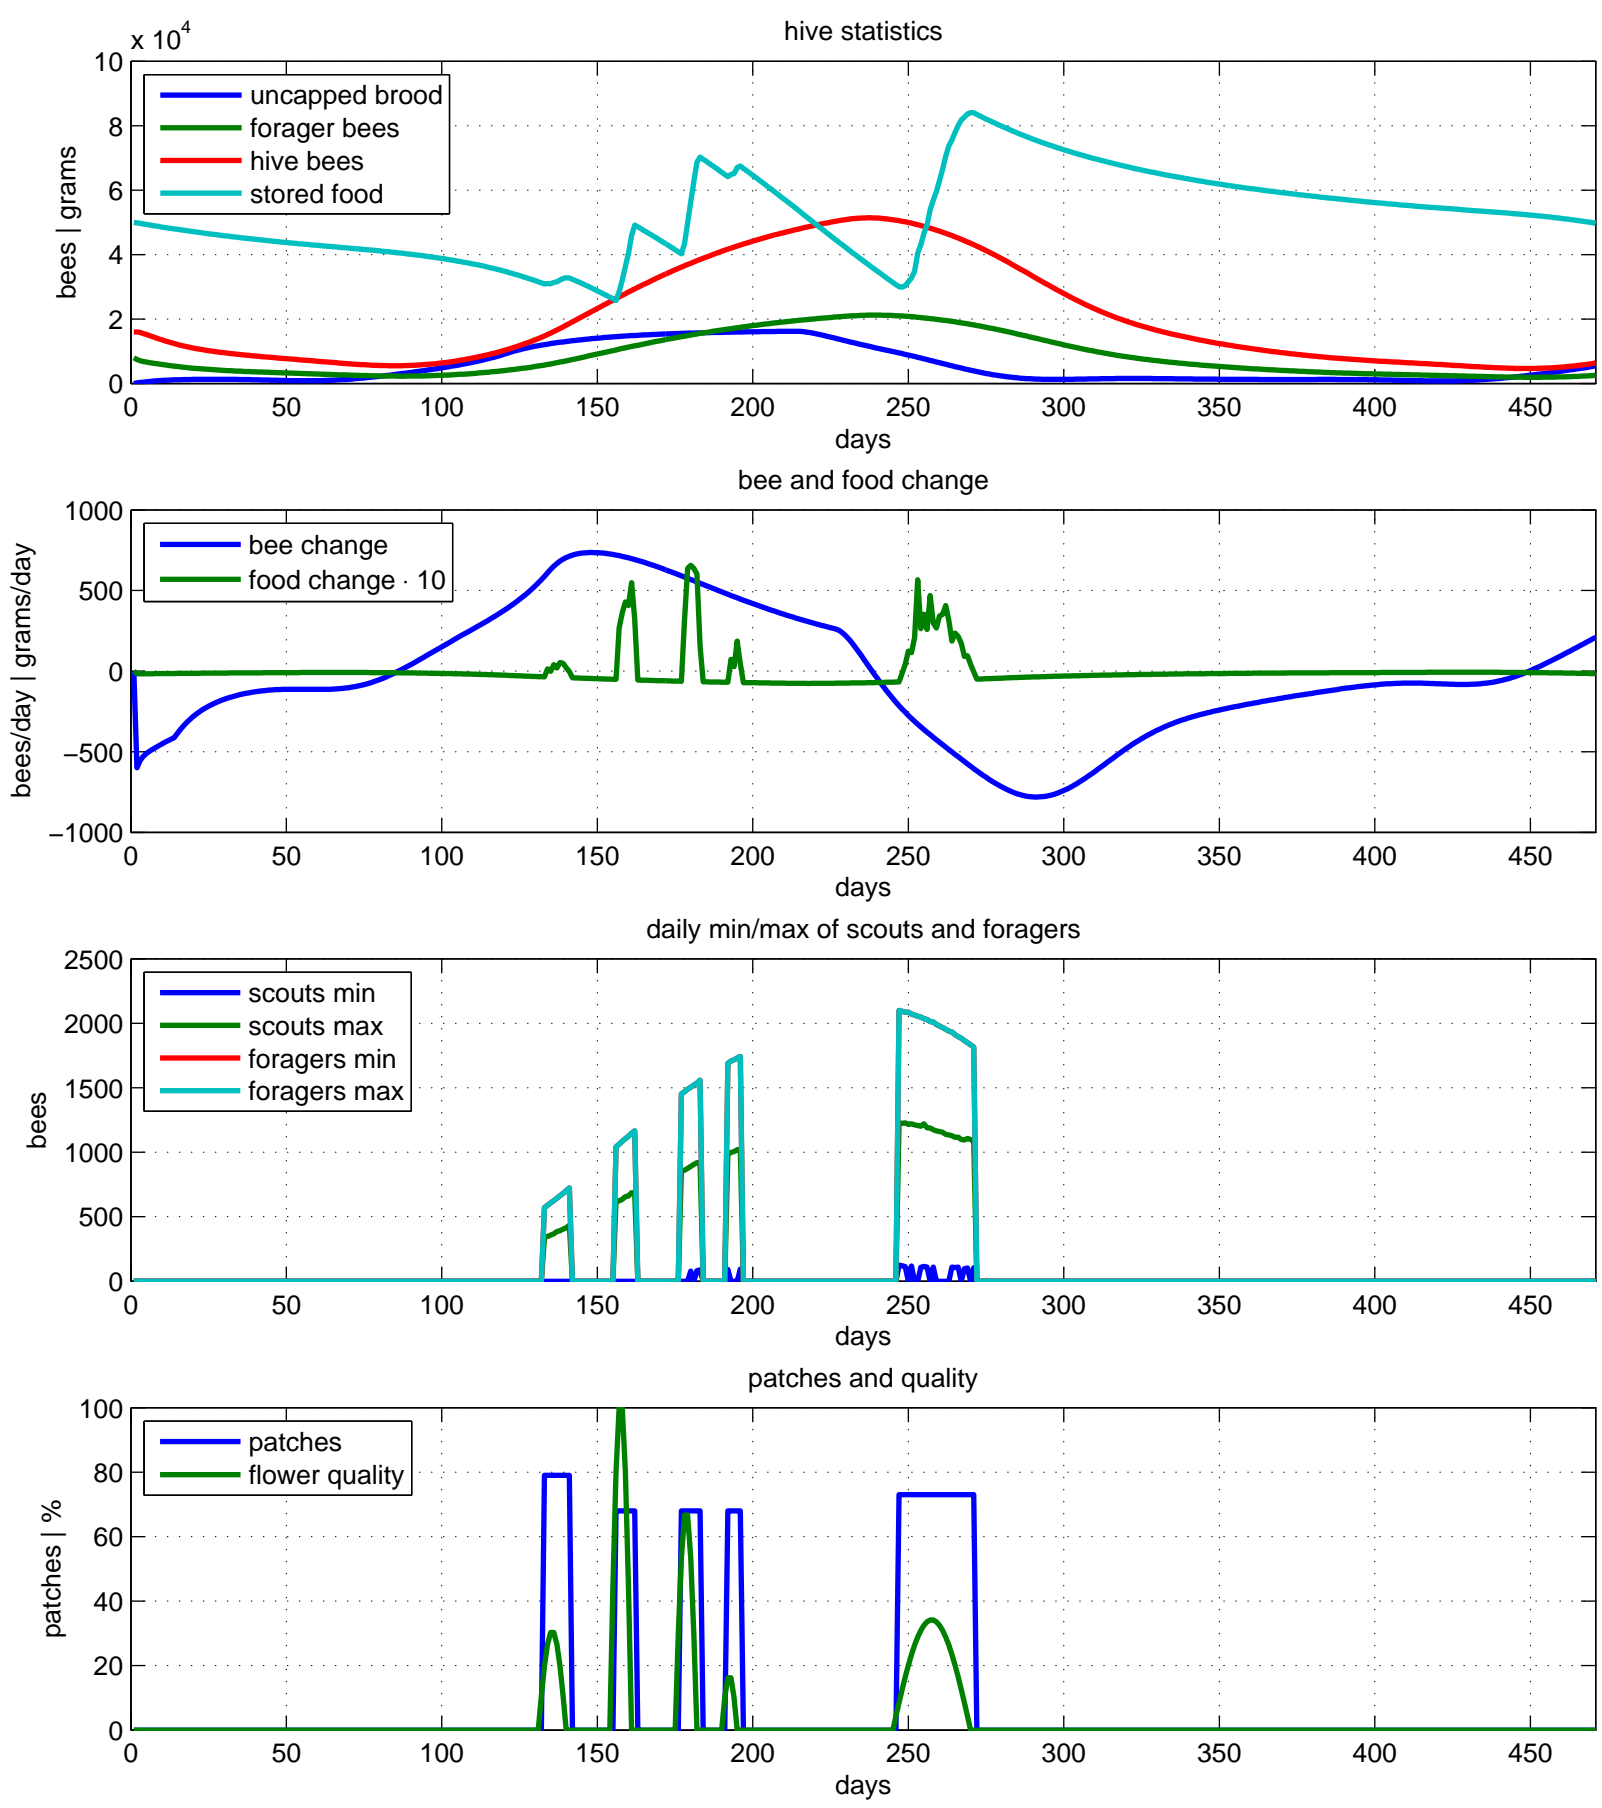 hive statistics
x 10^4
10
8
6
4
2
0
bees | grams
uncapped brood
forager bees
hive bees
stored food
0 50 100 150 200 250 300 350 400 450
days
bee and food change
1000
500
0
−500
−1000
bees/day | grams/day
bee change
food change · 10
0 50 100 150 200 250 300 350 400 450
days
daily min/max of scouts and foragers
2500
2000
1500
1000
500
0
bees
scouts min
scouts max
foragers min
foragers max
0 50 100 150 200 250 300 350 400 450
days
patches and quality
100
80
60
40
20
0
patches | %
patches
flower quality
0 50 100 150 200 250 300 350 400 450
days